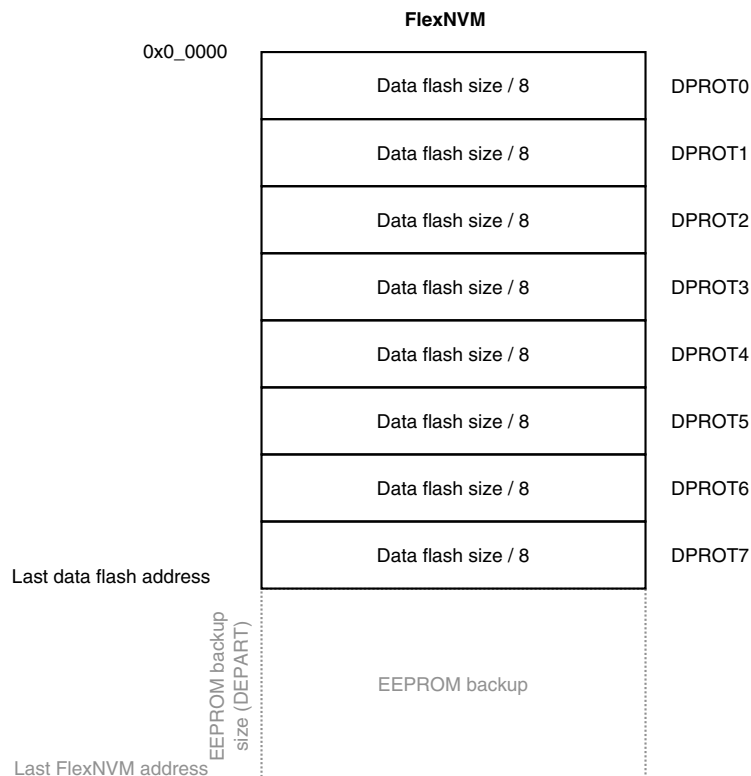 FlexNVM
0x0_0000
Data flash size / 8 DPROT0
Data flash size / 8 DPROT1
Data flash size / 8 DPROT2
Data flash size / 8 DPROT3
Data flash size / 8 DPROT4
Data flash size / 8 DPROT5
Data flash size / 8 DPROT6
Data flash size / 8 DPROT7
Last data flash address
EEPROM backup
size (DEPART)
EEPROM backup
Last FlexNVM address